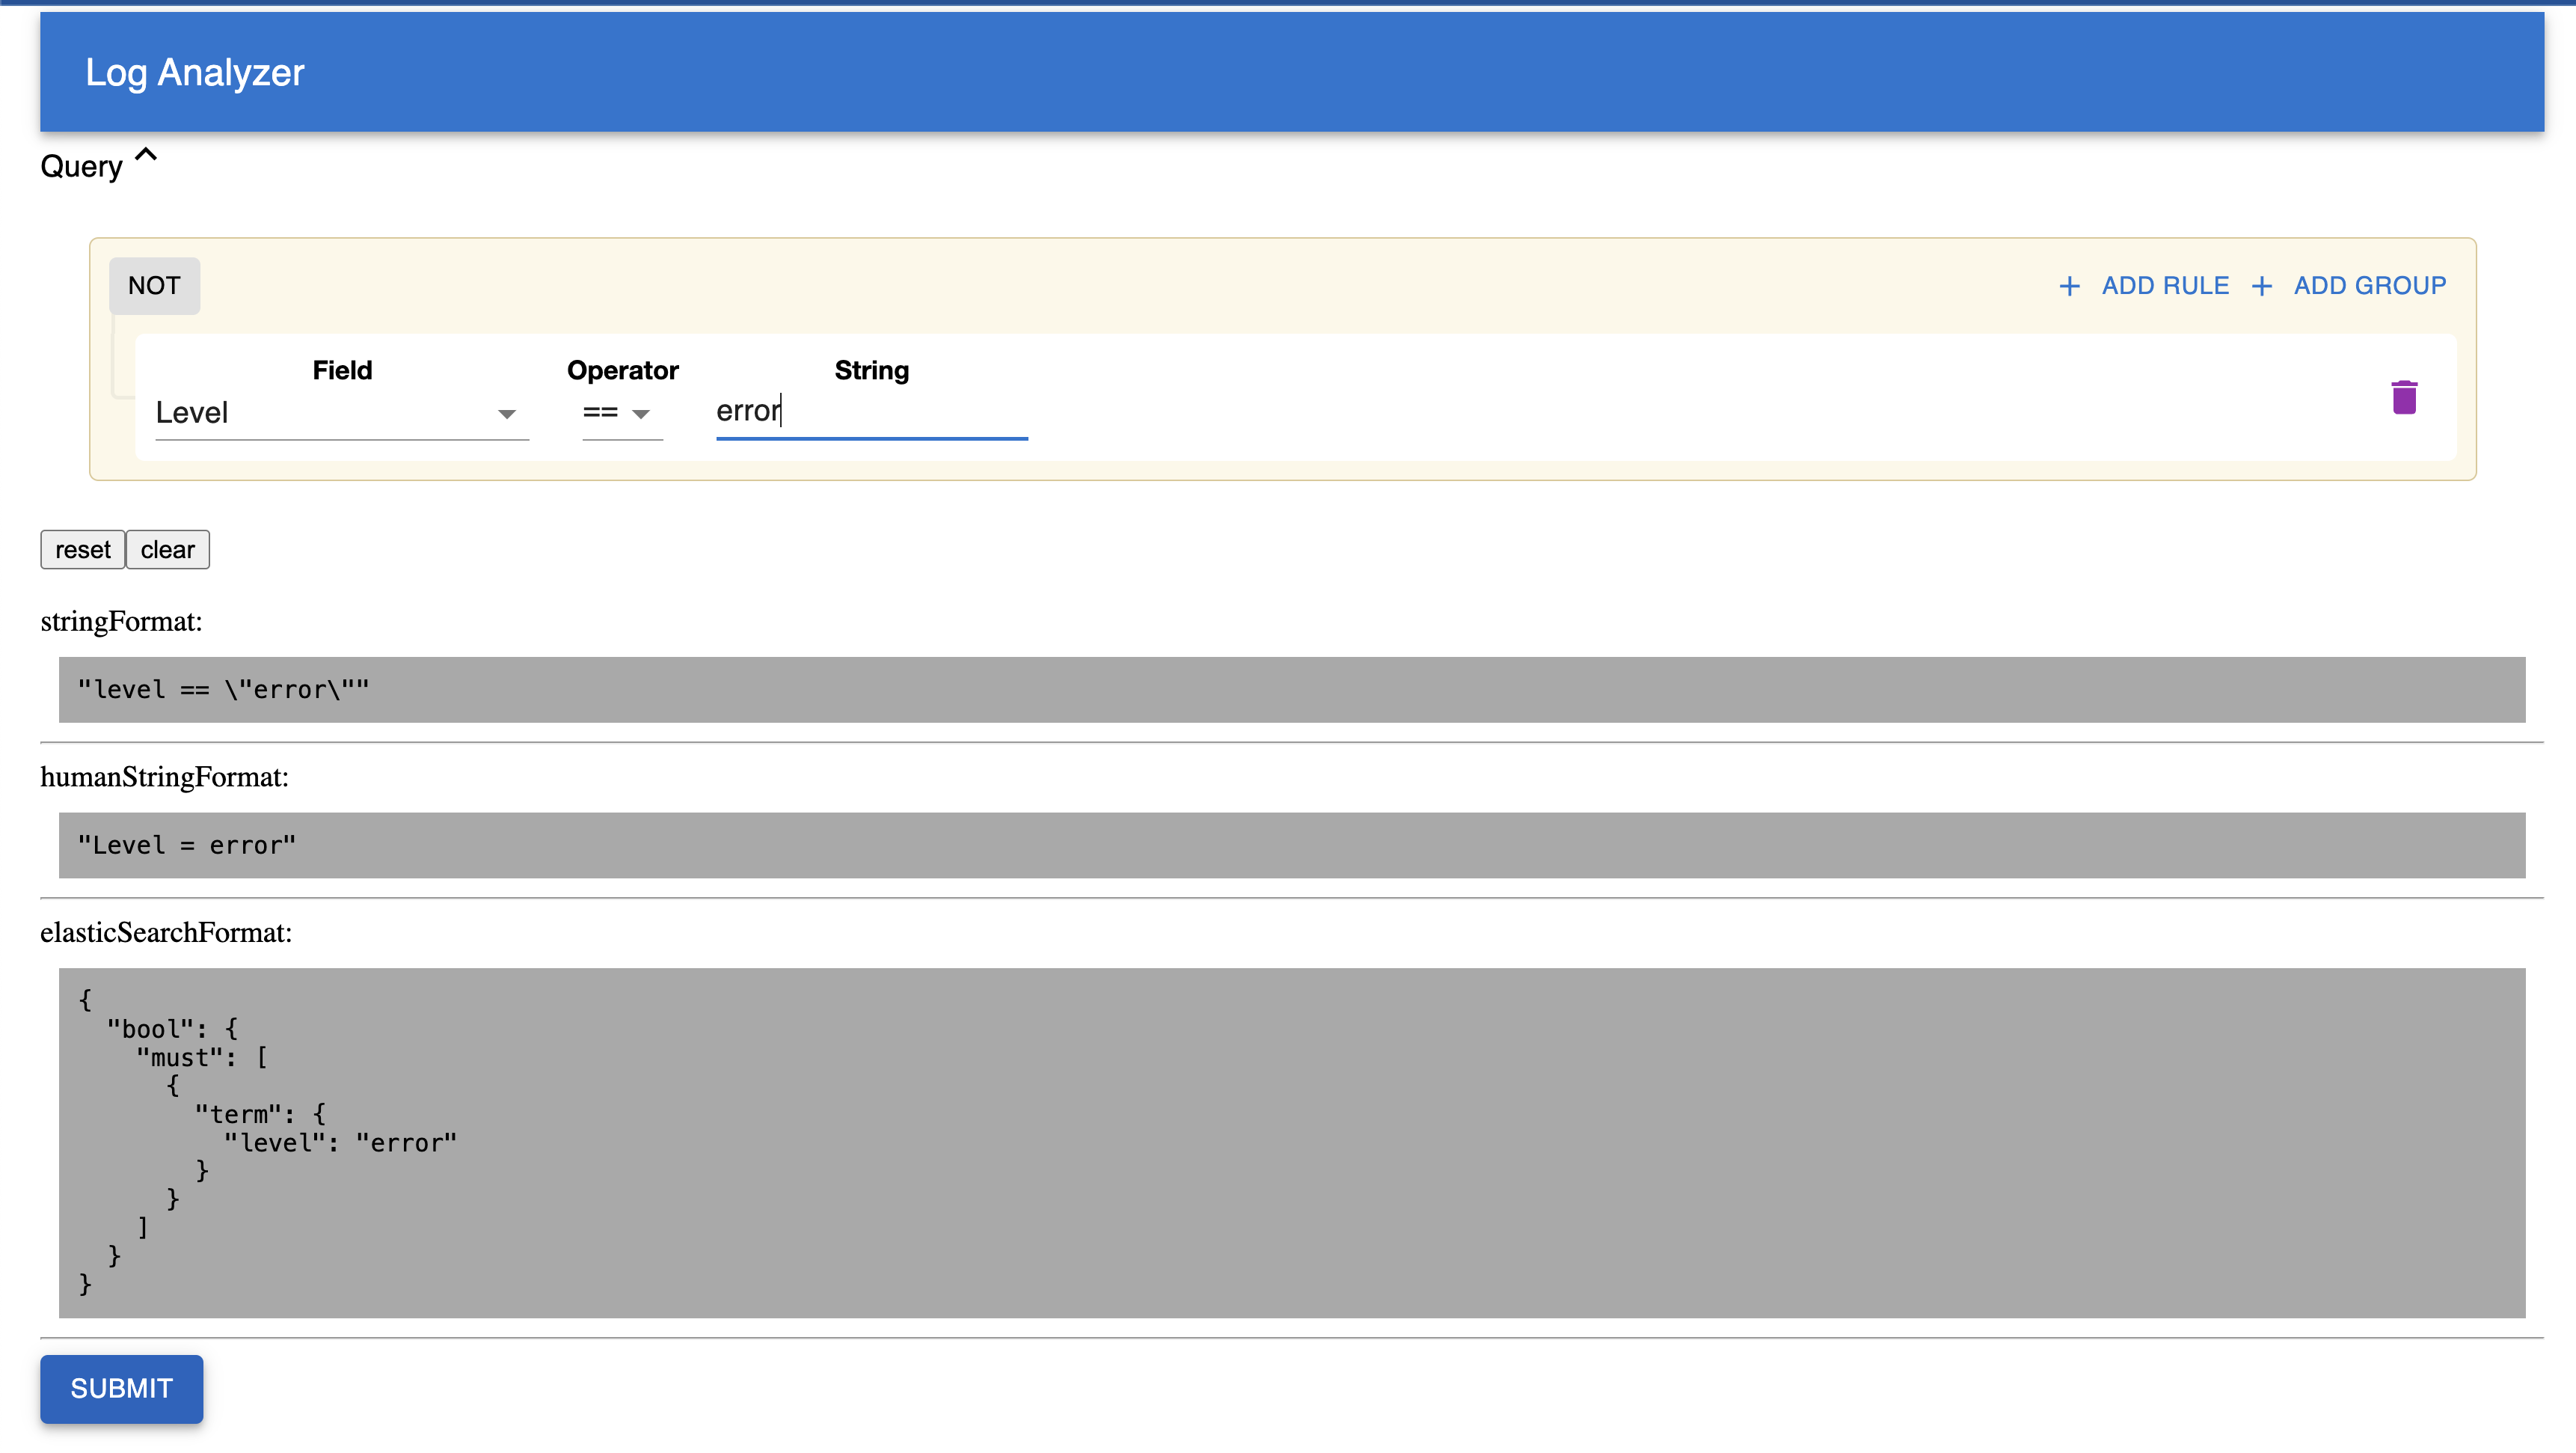 Log Analyzer
Query
NOT
ADD RULE
ADD GROUP
Field Operator String
Level == error
reset clear
stringFormat:
"level == \"error\""
humanStringFormat:
"Level = error"
elasticSearchFormat:
{
  "bool": {
    "must": [
      {
        "term": {
          "level": "error"
        }
      }
    ]
  }
}
SUBMIT